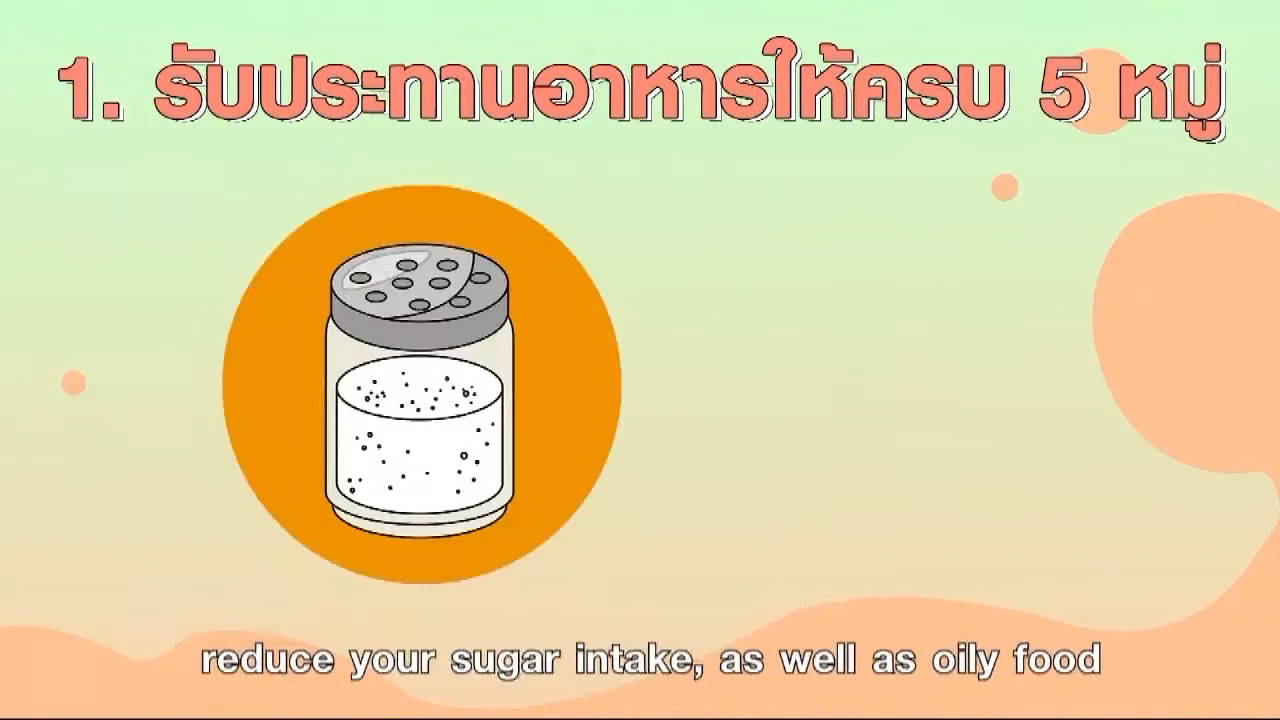 1. รับประทานอาหารให้ครบ 5 หมู่
reduce your sugar intake, as well as oily food